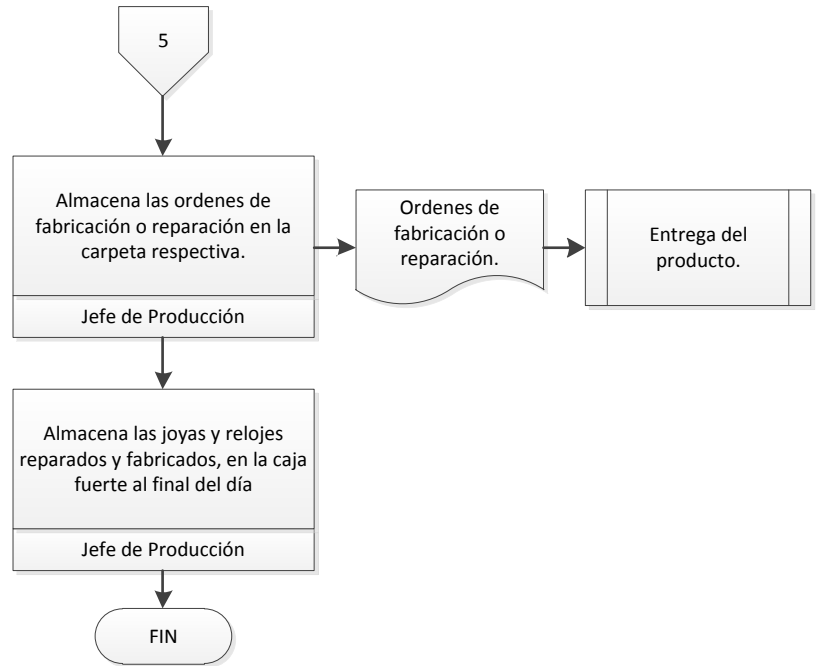 5
Almacena las ordenes de
fabricación o reparación en la
carpeta respectiva.
Jefe de Producción
Ordenes de
fabricación o
reparación.
Entrega del
producto.
Almacena las joyas y relojes
reparados y fabricados, en la caja
fuerte al final del día
Jefe de Producción
FIN